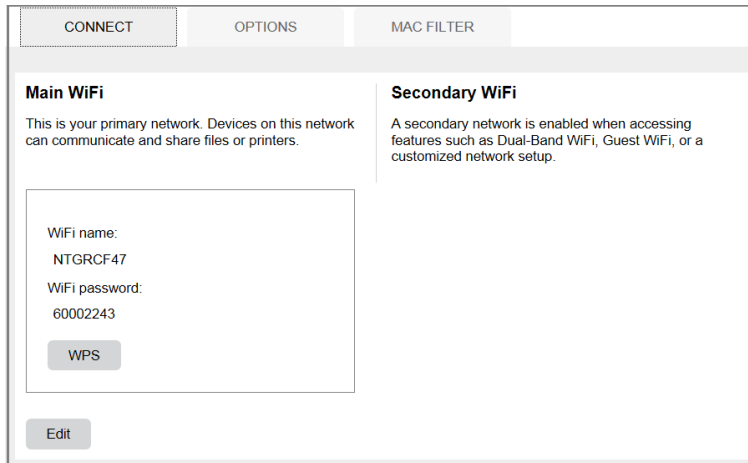 CONNECT
OPTIONS
MAC FILTER
Main WiFi
This is your primary network. Devices on this network
can communicate and share files or printers.
Secondary WiFi
A secondary network is enabled when accessing
features such as Dual-Band WiFi, Guest WiFi, or a
customized network setup.
WiFi name:
NTGRCF47
WiFi password:
60002243
WPS
Edit